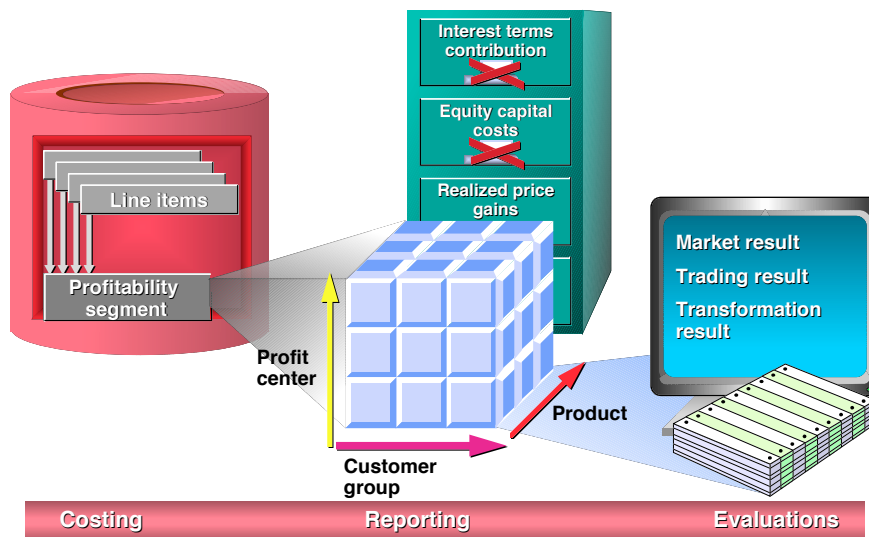 Interest terms
contribution
Equity capital
costs
Realized price
gains
Line items
Profitability
segment
Market result
Trading result
Transformation
result
Profit
center
Product
Customer
group
Costing
Reporting
Evaluations